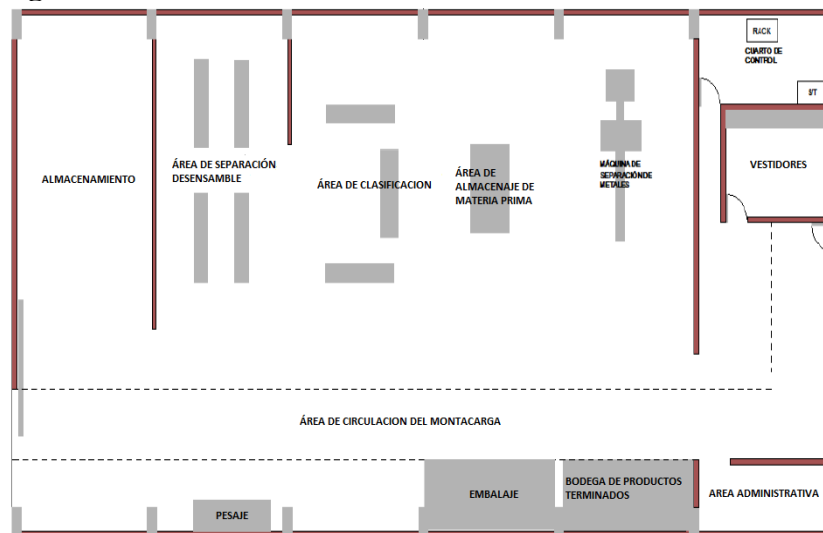 RACK
CUARTO DE
CONTROL
ALMACENAMIENTO
ÁREA DE SEPARACIÓN
DESENSAMBLE
ÁREA DE CLASIFICACION
ÁREA DE
ALMACENAJE DE
MATERIA PRIMA
MÁQUINA DE
SEPARACIÓN DE
METALES
VESTIDORES
ÁREA DE CIRCULACION DEL MONTACARGA
PESAJE
EMBALAJE
BODEGA DE PRODUCTOS
TERMINADOS
AREA ADMINISTRATIVA